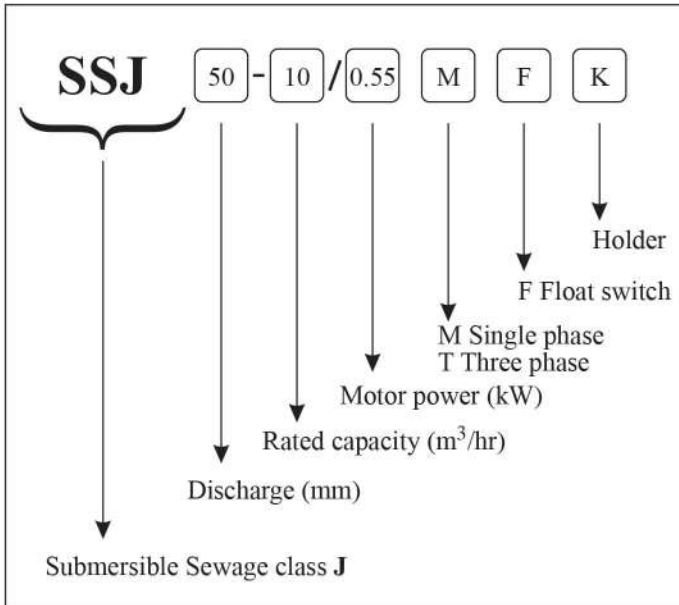 SSJ 50 - 10 / 0.55 M F K
Holder
F Float switch
M Single phase
T Three phase
Motor power (kW)
Rated capacity (m³/hr)
Discharge (mm)
Submersible Sewage class J